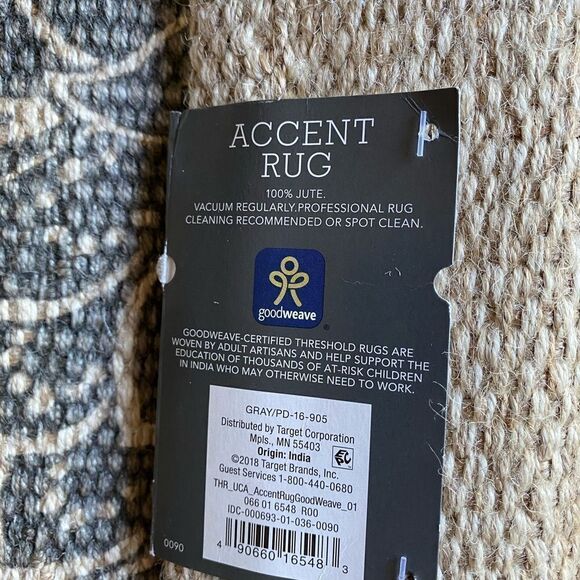 ACCENT
RUG
100% JUTE.
VACUUM REGULARLY.PROFESSIONAL RUG
CLEANING RECOMMENDED OR SPOT CLEAN.
goodweave
®
GOODWEAVE-CERTIFIED THRESHOLD RUGS ARE
WOVEN BY ADULT ARTISANS AND HELP SUPPORT THE
EDUCATION OF THOUSANDS OF AT-RISK CHILDREN
IN INDIA WHO MAY OTHERWISE NEED TO WORK.
GRAY/PD-16-905
Distributed by Target Corporation
Mpls., MN 55403
Origin: India
©2018 Target Brands, Inc.
Guest Services 1-800-440-0680
THR_UCA_AccentRugGoodWeave_01
066 01 6548 R00
IDC-000693-01-036-0090
0090
4 90660 16548 3